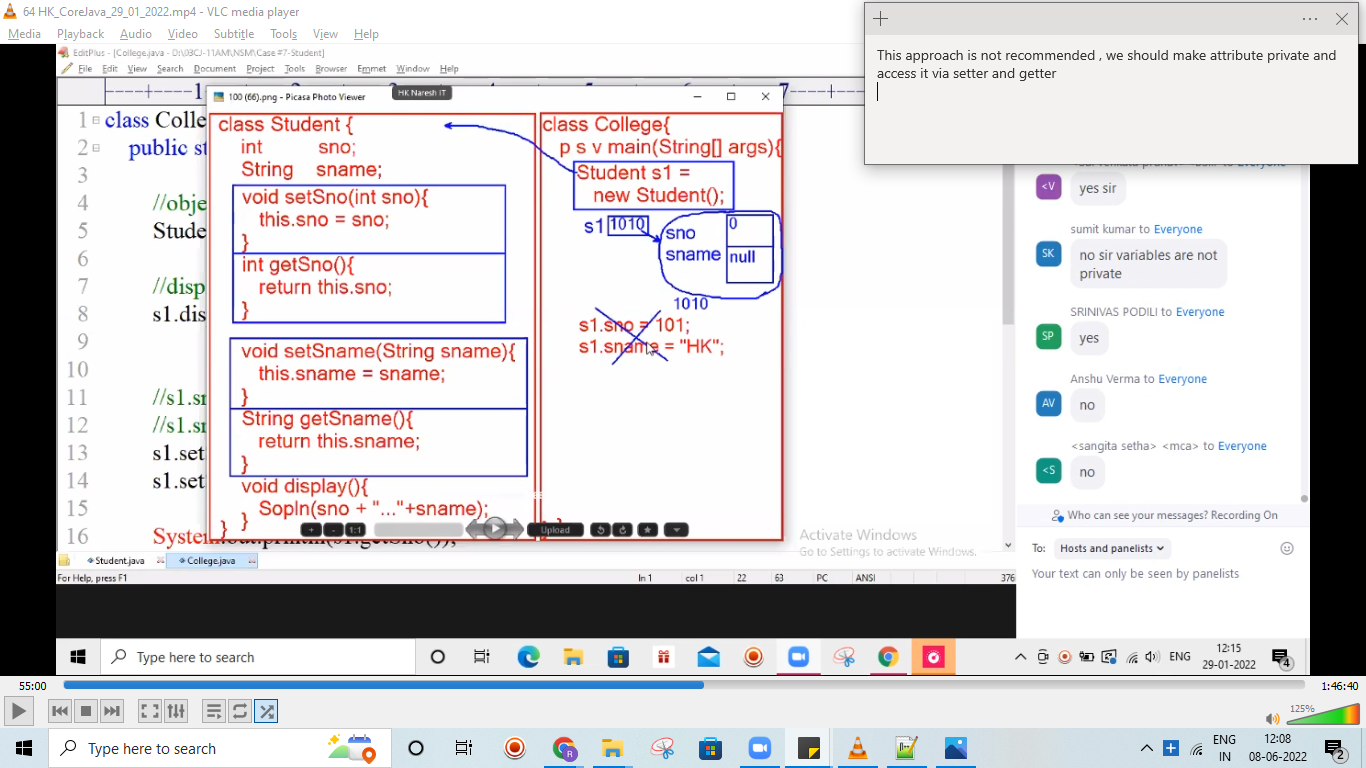 64 HK_CoreJava_29_01_2022.mp4 - VLC media player
Media Playback Audio Video Subtitle Tools View Help
This approach is not recommended , we should make attribute private and
access it via setter and getter
EditPlus - [College.java - D:\03CJ-11AM\NSM\Case #7-Student]
File Edit View Search Document Project Tools Browser Emmet Window Help
100 (66).png - Picasa Photo Viewer
HK Naresh IT
1 class Colle
2 public st
3
4 //obje
5 Stude
6
7 //disp
8 s1.dis
9
10
11 //s1.sn
12 //s1.sn
13 s1.set
14 s1.set
15
16 System.out.println(s1.getSno());
class Student {
int sno;
String sname;
void setSno(int sno){
this.sno = sno;
}
int getSno(){
return this.sno;
}
void setSname(String sname){
this.sname = sname;
}
String getSname(){
return this.sname;
}
void display(){
Sopln(sno + "..."+sname);
}
}
class College{
p s v main(String[] args){
Student s1 =
new Student();
s1 1010
sno 0
sname null
1010
s1.sno = 101;
s1.sname = "HK";
1:1
Upload
Student.java College.java
For Help, press F1 ln 1 col 1 22 63 PC ANSI 376
Activate Windows
Go to Settings to activate Windows.
Everyone
<V yes sir
sumit kumar to Everyone
SK no sir variables are not
private
SRINIVAS PODILI to Everyone
SP yes
Anshu Verma to Everyone
AV no
<sangita setha> <mca> to Everyone
<S no
Who can see your messages? Recording On
To: Hosts and panelists
Your text can only be seen by panelists
Type here to search
ENG
12:15
29-01-2022
4
55:00 1:46:40
125%
Type here to search
ENG
IN
12:08
08-06-2022
2